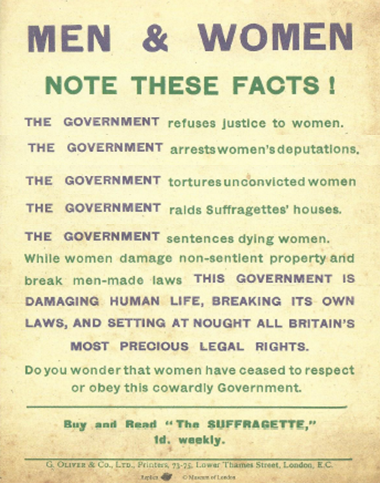 MEN & WOMEN
NOTE THESE FACTS !
THE GOVERNMENT refuses justice to women.
THE GOVERNMENT arrests women's deputations.
THE GOVERNMENT tortures unconvicted women
THE GOVERNMENT raids Suffragettes' houses.
THE GOVERNMENT sentences dying women.
While women damage non-sentient property and
break men-made laws THIS GOVERNMENT IS
DAMAGING HUMAN LIFE, BREAKING ITS OWN
LAWS, AND SETTING AT NOUGHT ALL BRITAIN'S
MOST PRECIOUS LEGAL RIGHTS.
Do you wonder that women have ceased to respect
or obey this cowardly Government.
Buy and Read "The SUFFRAGETTE,"
1d. weekly.
G. OLIVER & Co., LTD., Printers, 73-75, Lower Thames Street, London, E.C.
Replica © Museum of London